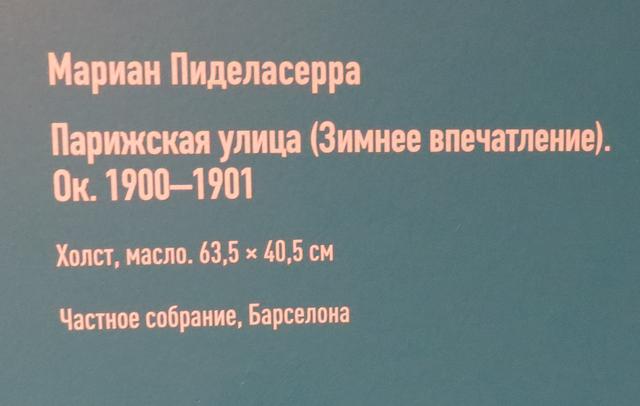 Мариан Пиделасерра
Парижская улица (Зимнее впечатление).
Ок. 1900–1901
Холст, масло. 63,5 × 40,5 см
Частное собрание, Барселона